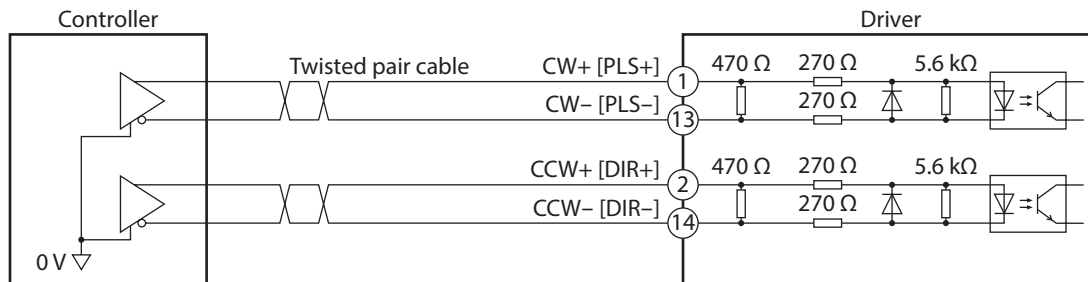 Controller
Driver
Twisted pair cable
CW+ [PLS+]
1
470 Ω
270 Ω
5.6 kΩ
CW– [PLS–]
13
270 Ω
CCW+ [DIR+]
2
470 Ω
270 Ω
5.6 kΩ
CCW– [DIR–]
14
270 Ω
0 V